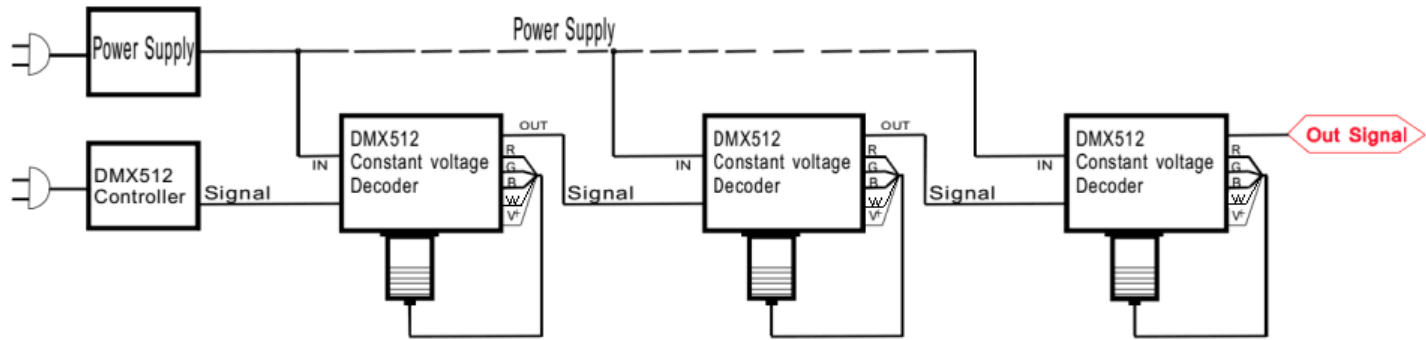 Power Supply
Power Supply
DMX512
Controller
Signal
IN
DMX512
Constant voltage
Decoder
OUT
R
G
B
W
V+
Signal
IN
DMX512
Constant voltage
Decoder
OUT
R
G
B
W
V+
Signal
IN
DMX512
Constant voltage
Decoder
R
G
B
W
V+
Out Signal